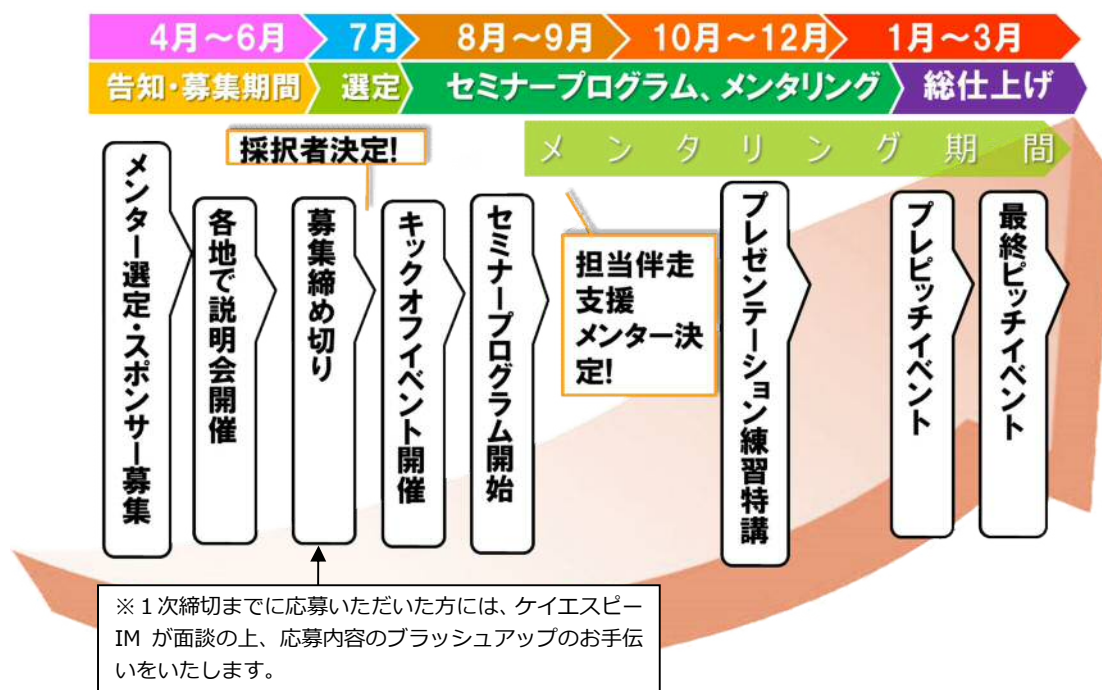 4月～6月
7月
8月～9月
10月～12月
1月～3月
告知・募集期間
選定
セミナープログラム、メンタリング
総仕上げ
採択者決定!
メンタリング期間
メンター選定・スポンサー募集
各地で説明会開催
募集締め切り
キックオフイベント開催
セミナープログラム開始
担当伴走
支援
メンター決
定!
プレゼンテーション練習特講
プレピッチイベント
最終ピッチイベント
※１次締切までに応募いただいた方には、ケイエスピー
IM が面談の上、応募内容のブラッシュアップのお手伝
いをいたします。